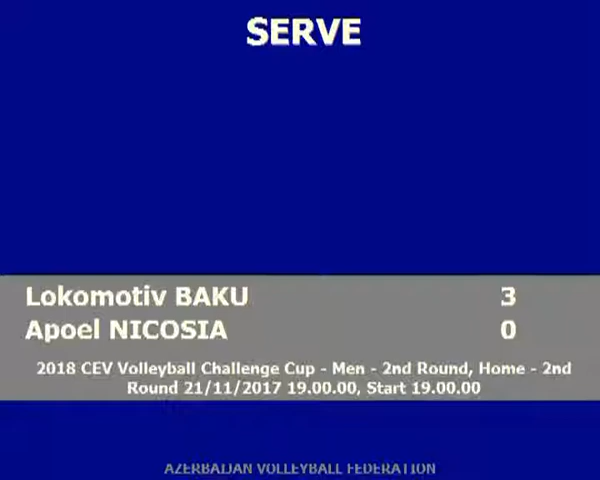 SERVE
Lokomotiv BAKU 3
Apoel NICOSIA 0
2018 CEV Volleyball Challenge Cup - Men - 2nd Round, Home - 2nd
Round 21/11/2017 19.00.00, Start 19.00.00
AZERBAIJAN VOLLEYBALL FEDERATION